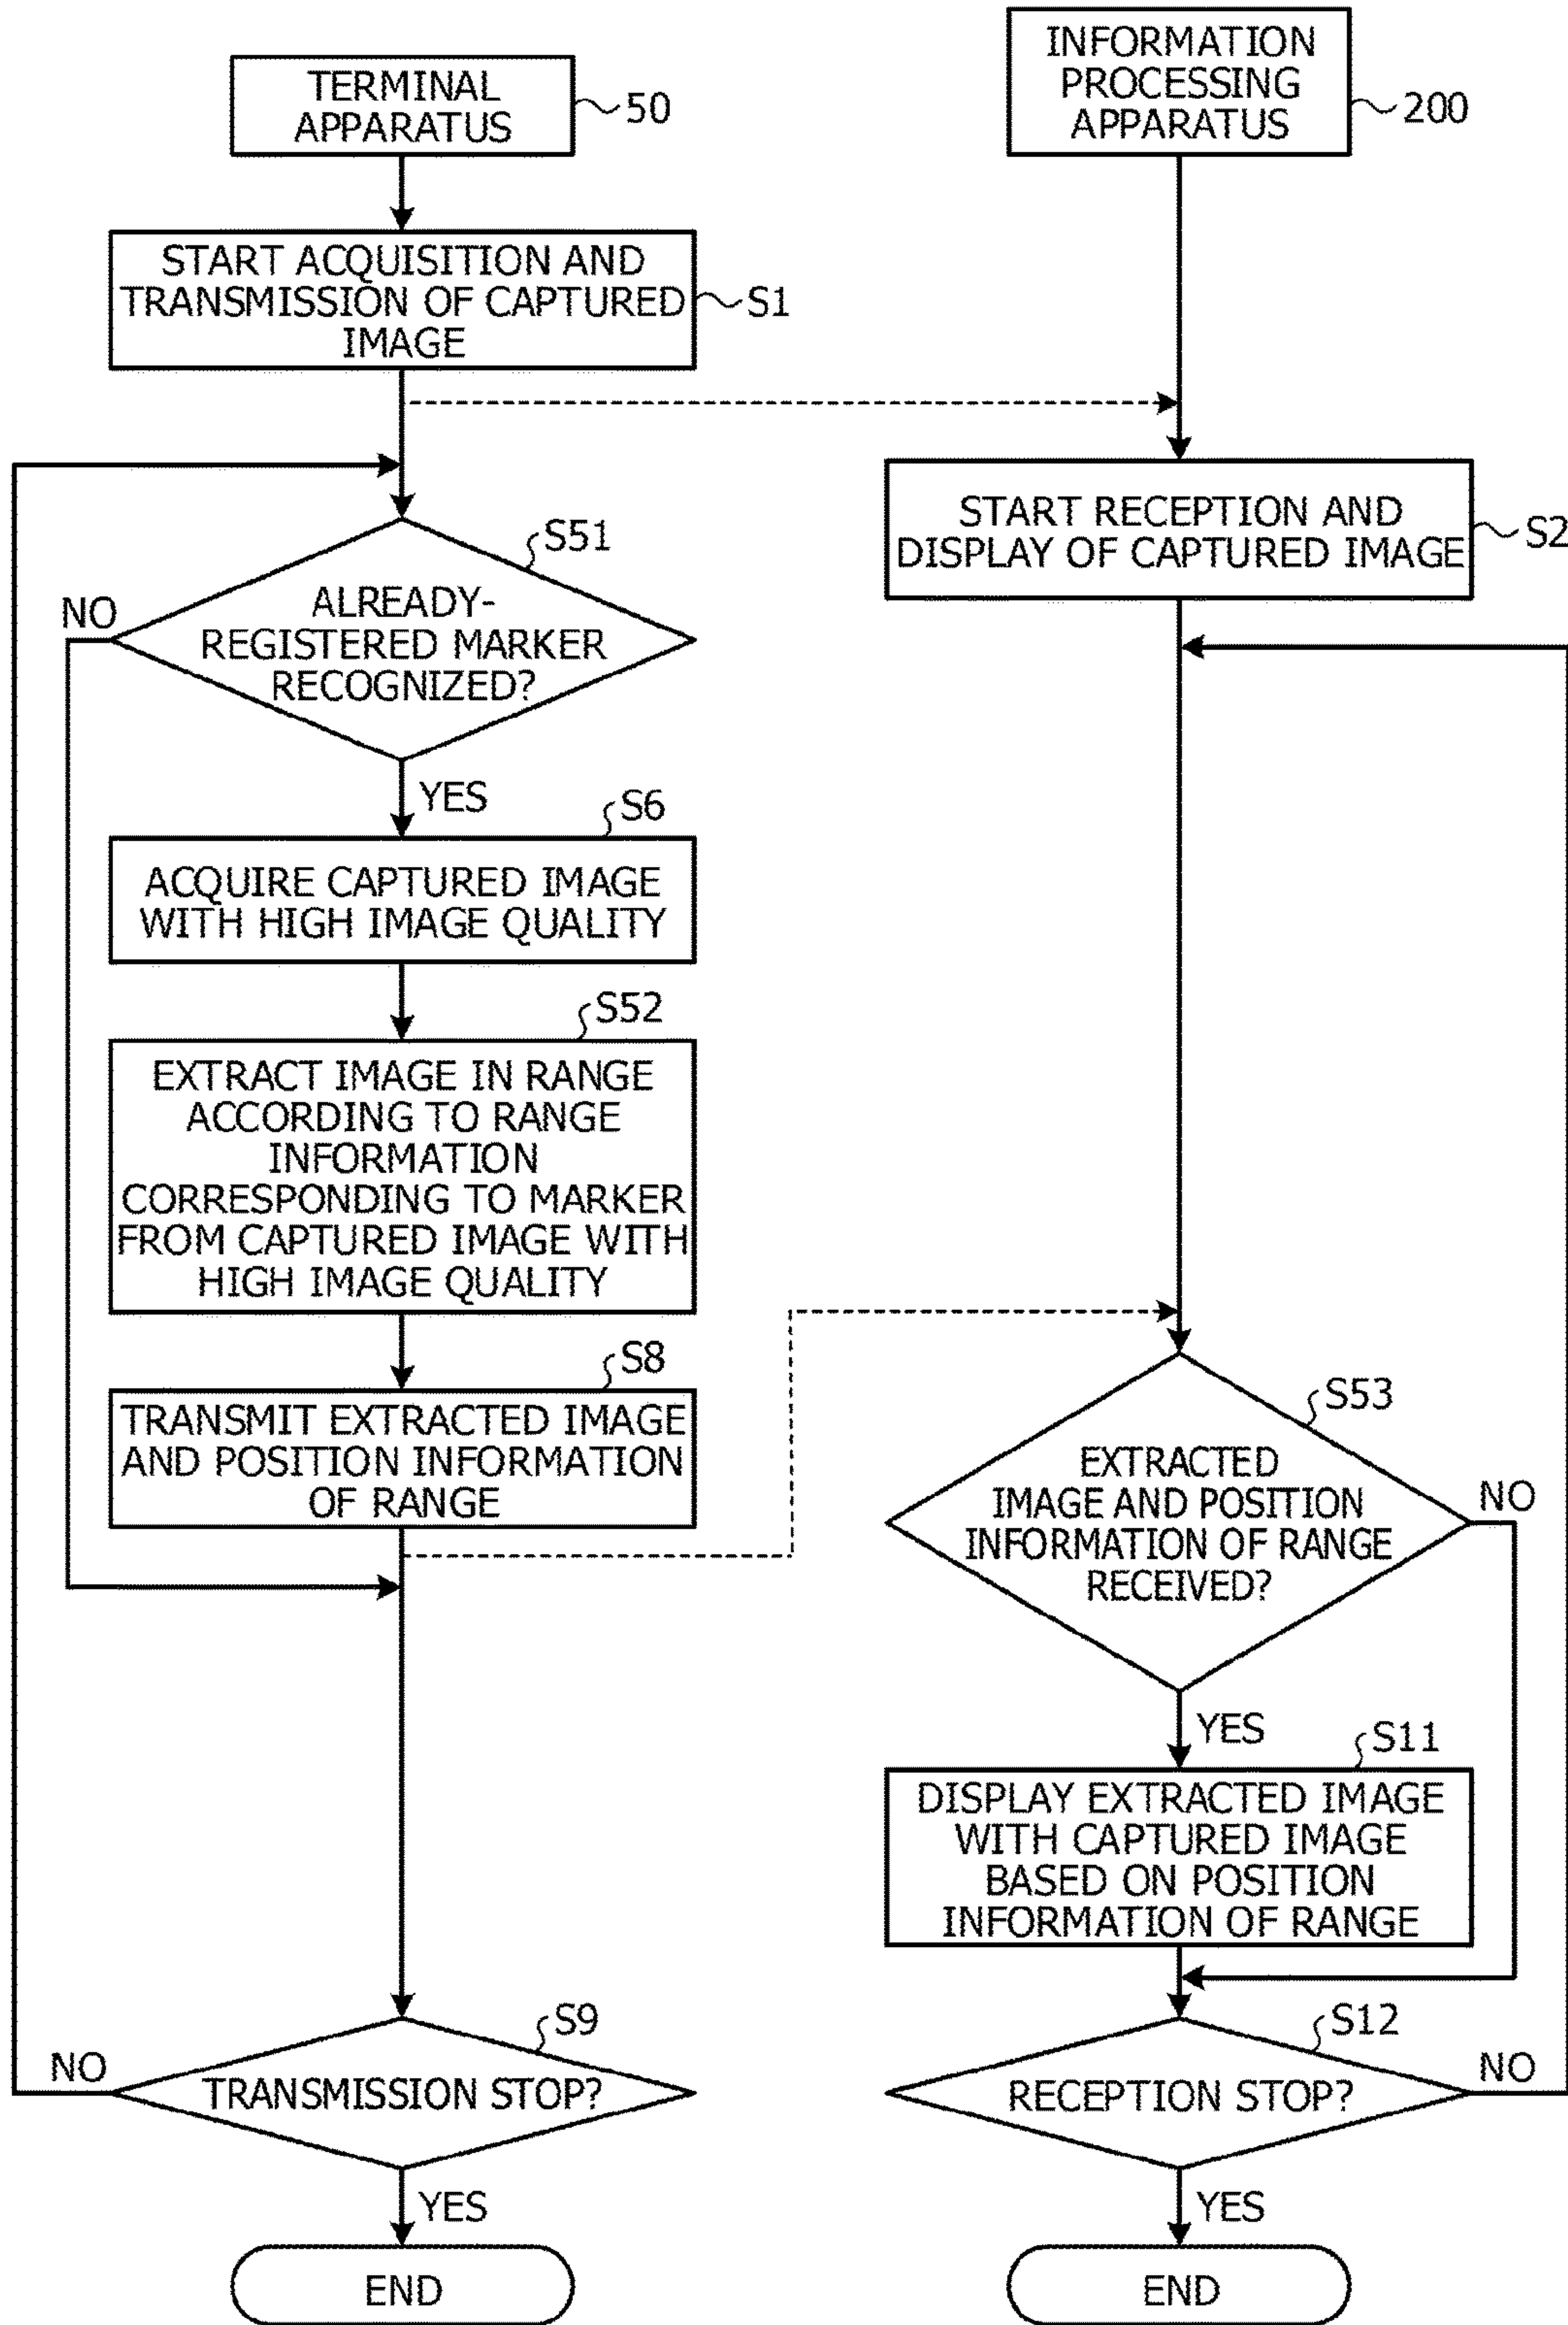 TERMINAL
APPARATUS
50
START ACQUISITION AND
TRANSMISSION OF CAPTURED
IMAGE
S1
S51
ALREADY-
REGISTERED MARKER
RECOGNIZED?
NO
YES
S6
ACQUIRE CAPTURED IMAGE
WITH HIGH IMAGE QUALITY
S52
EXTRACT IMAGE IN RANGE
ACCORDING TO RANGE
INFORMATION
CORRESPONDING TO MARKER
FROM CAPTURED IMAGE WITH
HIGH IMAGE QUALITY
S8
TRANSMIT EXTRACTED IMAGE
AND POSITION INFORMATION
OF RANGE
S9
TRANSMISSION STOP?
NO
YES
END
INFORMATION
PROCESSING
APPARATUS
200
START RECEPTION AND
DISPLAY OF CAPTURED IMAGE
S2
S53
EXTRACTED
IMAGE AND POSITION
INFORMATION OF RANGE
RECEIVED?
NO
YES
S11
DISPLAY EXTRACTED IMAGE
WITH CAPTURED IMAGE
BASED ON POSITION
INFORMATION OF RANGE
S12
RECEPTION STOP?
NO
YES
END